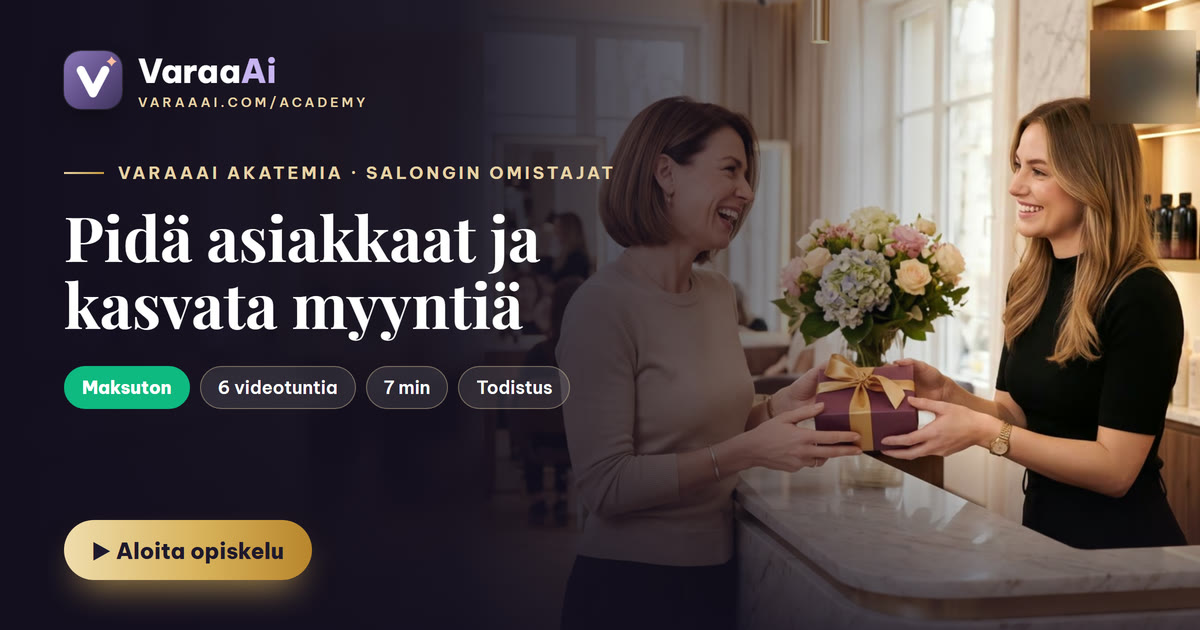 VaraaAi
VARAAAI.COM/ACADEMY
VARAAAI AKATEMIA · SALONGIN OMISTAJAT
Pidä asiakkaat ja
kasvata myyntiä
Maksuton 6 videotuntia 7 min Todistus
▶ Aloita opiskelu